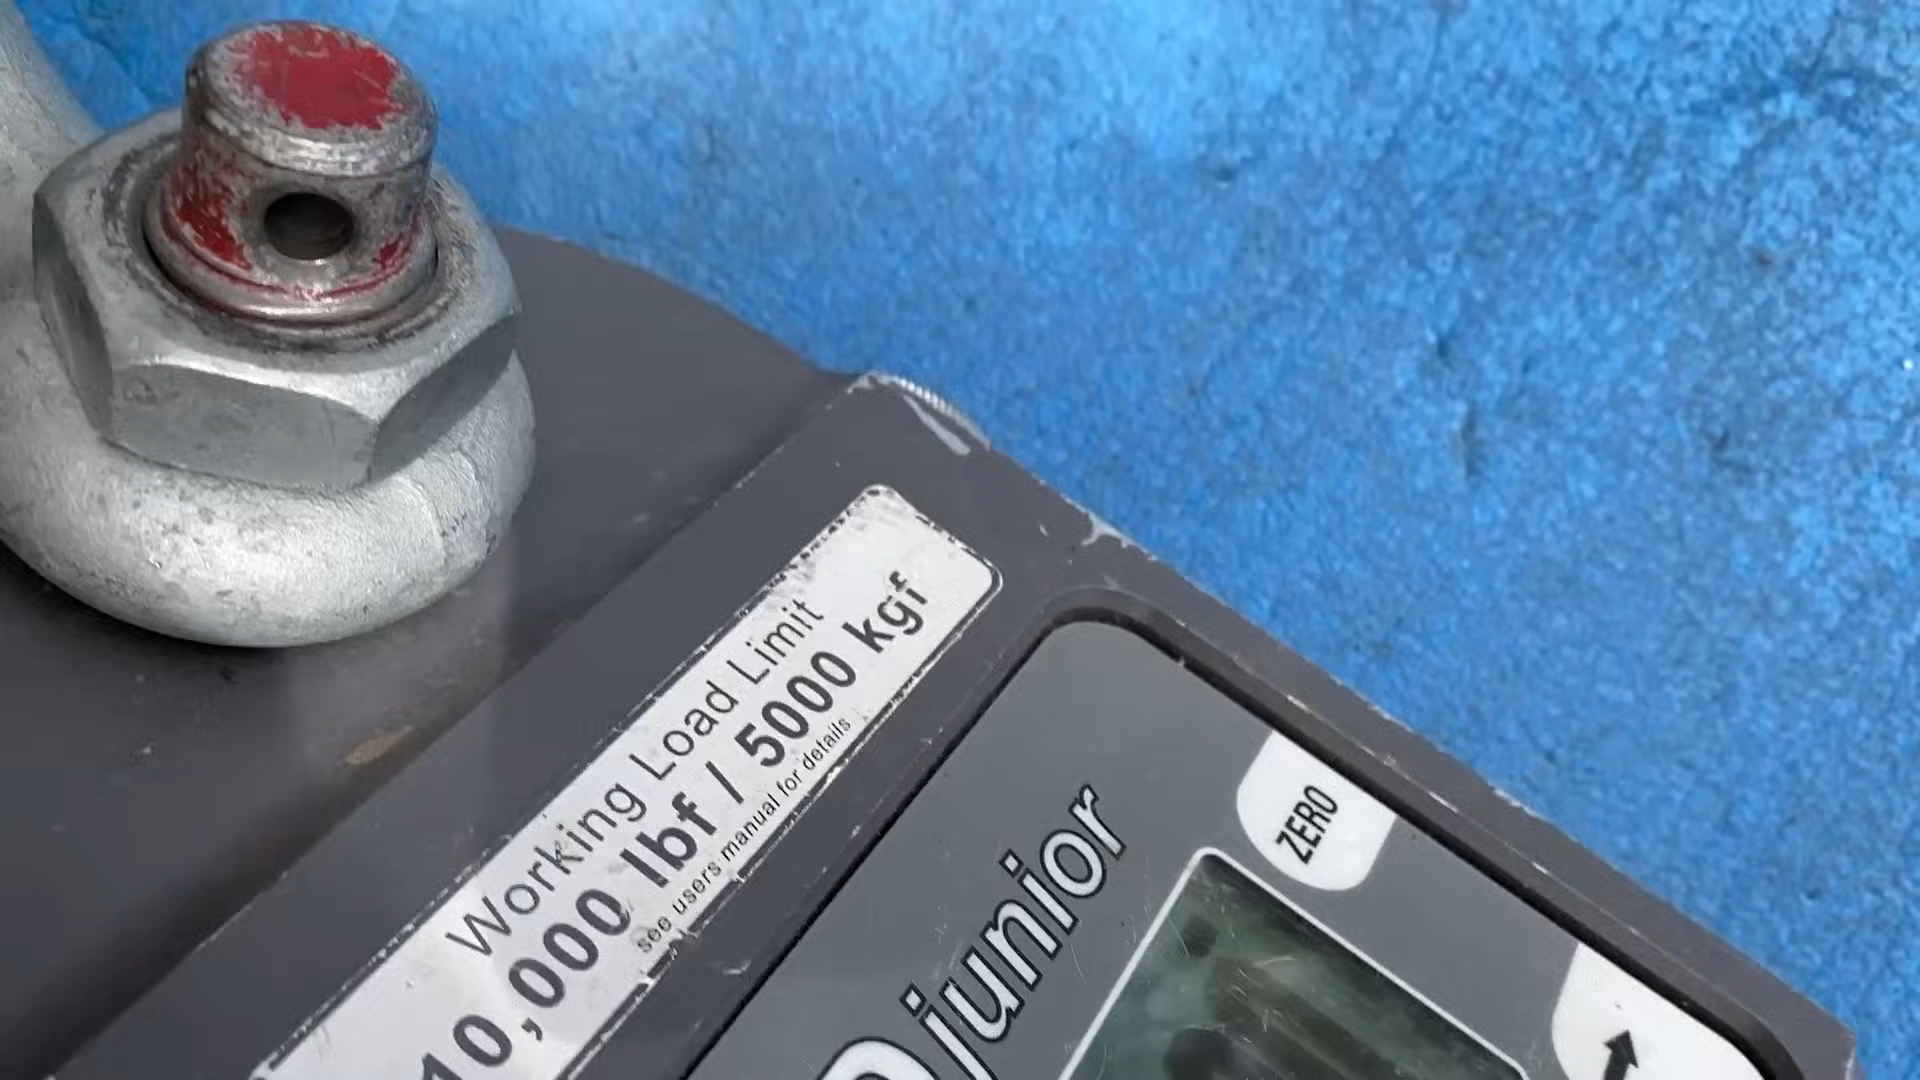 Working Load Limit
10,000 lbf / 5000 kgf
see users manual for details
junior
ZERO